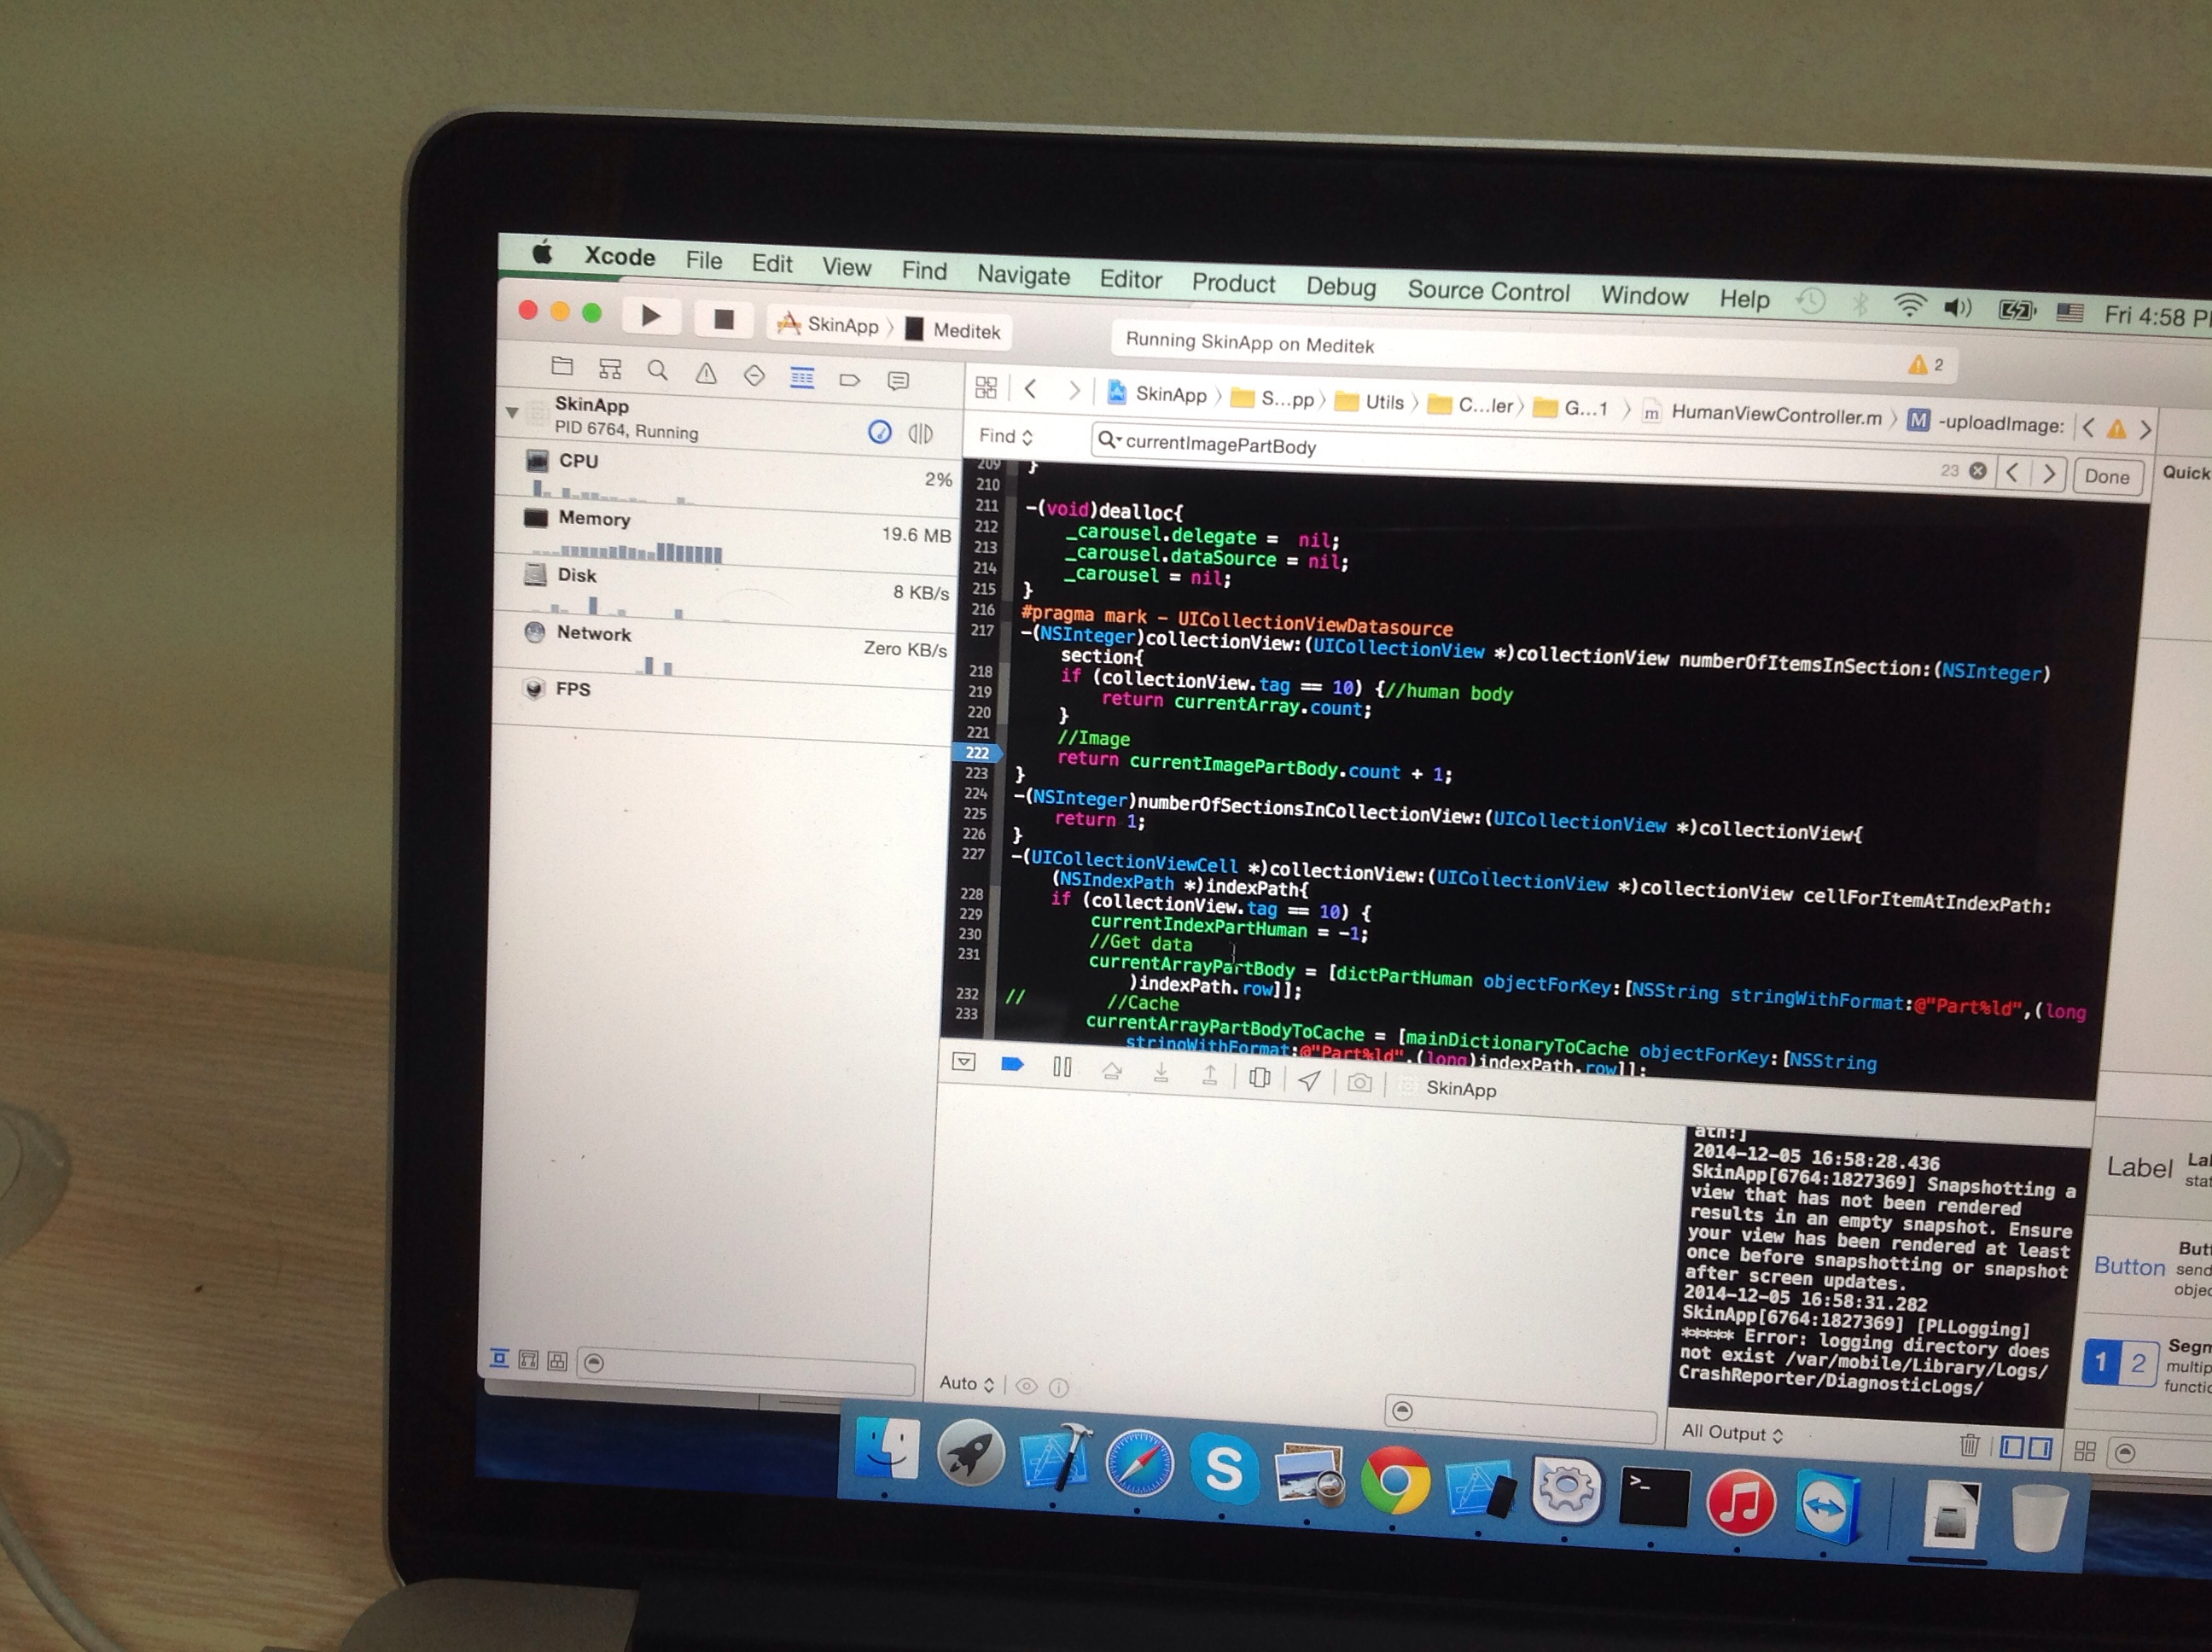 Xcode File Edit View Find Navigate Editor Product Debug Source Control Window Help Fri 4:58
SkinApp Meditek
Running SkinApp on Meditek
2
SkinApp
PID 6764, Running
CPU
2%
Memory
19.6 MB
Disk
8 KB/s
Network
Zero KB/s
FPS
SkinApp S...pp Utils C...ler G...1 m HumanViewController.m M -uploadImage:
Find currentImagePartBody
23 Done
Quick
209 }
210
211 -(void)dealloc{
212 _carousel.delegate =  nil;
213 _carousel.dataSource = nil;
214 _carousel = nil;
215 }
216 #pragma mark - UICollectionViewDatasource
217 -(NSInteger)collectionView:(UICollectionView *)collectionView numberOfItemsInSection:(NSInteger)
section{
218 if (collectionView.tag == 10) {//human body
219 return currentArray.count;
220 }
221 //Image
222 return currentImagePartBody.count + 1;
223 }
224 -(NSInteger)numberOfSectionsInCollectionView:(UICollectionView *)collectionView{
225 return 1;
226 }
227 -(UICollectionViewCell *)collectionView:(UICollectionView *)collectionView cellForItemAtIndexPath:
(NSIndexPath *)indexPath{
228 if (collectionView.tag == 10) {
229 currentIndexPartHuman = -1;
230 //Get data
231 currentArrayPartBody = [dictPartHuman objectForKey:[NSString stringWithFormat:@"Part%ld",(long
)indexPath.row]];
232 // //Cache
233 currentArrayPartBodyToCache = [mainDictionaryToCache objectForKey:[NSString
stringWithFormat:@"Part%ld",(long)indexPath.row]];
SkinApp
ath:]
2014-12-05 16:58:28.436
SkinApp[6764:1827369] Snapshotting a
view that has not been rendered
results in an empty snapshot. Ensure
your view has been rendered at least
once before snapshotting or snapshot
after screen updates.
2014-12-05 16:58:31.282
SkinApp[6764:1827369] [PLLogging]
***** Error: logging directory does
not exist /var/mobile/Library/Logs/
CrashReporter/DiagnosticLogs/
Auto
All Output
Label
Button
1 2